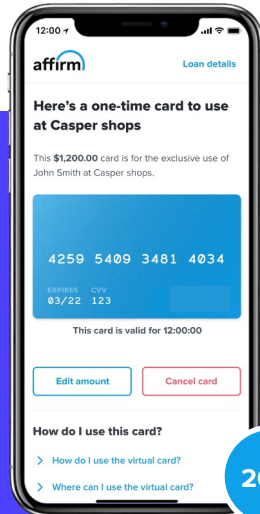 12:00
affirm
Loan details
Here's a one-time card to use
at Casper shops
This $1,200.00 card is for the exclusive use of
John Smith at Casper shops.
4259 5409 3481 4034
EXPIRES CVV
03/22 123
This card is valid for 12:00:00
Edit amount
Cancel card
How do I use this card?
How do I use the virtual card?
Where can I use the virtual card?